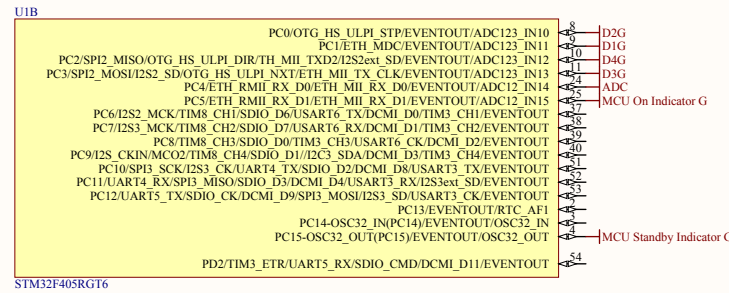 U1B
PC0/OTG_HS_ULPI_STP/EVENTOUT/ADC123_IN10 8 D2G
PC1/ETH_MDC/EVENTOUT/ADC123_IN11 9 D1G
PC2/SPI2_MISO/OTG_HS_ULPI_DIR/TH_MII_TXD2/I2S2ext_SD/EVENTOUT/ADC123_IN12 10 D4G
PC3/SPI2_MOSI/I2S2_SD/OTG_HS_ULPI_NXT/ETH_MII_TX_CLK/EVENTOUT/ADC123_IN13 11 D3G
PC4/ETH_RMII_RX_D0/ETH_MII_RX_D0/EVENTOUT/ADC12_IN14 24 ADC
PC5/ETH_RMII_RX_D1/ETH_MII_RX_D1/EVENTOUT/ADC12_IN15 25 MCU On Indicator G
PC6/I2S2_MCK/TIM8_CH1/SDIO_D6/USART6_TX/DCMI_D0/TIM3_CH1/EVENTOUT 37
PC7/I2S3_MCK/TIM8_CH2/SDIO_D7/USART6_RX/DCMI_D1/TIM3_CH2/EVENTOUT 38
PC8/TIM8_CH3/SDIO_D0/TIM3_CH3/USART6_CK/DCMI_D2/EVENTOUT 39
PC9/I2S_CKIN/MCO2/TIM8_CH4/SDIO_D1//I2C3_SDA/DCMI_D3/TIM3_CH4/EVENTOUT 40
PC10/SPI3_SCK/I2S3_CK/UART4_TX/SDIO_D2/DCMI_D8/USART3_TX/EVENTOUT 51
PC11/UART4_RX/SPI3_MISO/SDIO_D3/DCMI_D4/USART3_RX/I2S3ext_SD/EVENTOUT 52
PC12/UART5_TX/SDIO_CK/DCMI_D9/SPI3_MOSI/I2S3_SD/USART3_CK/EVENTOUT 53
PC13/EVENTOUT/RTC_AF1 2
PC14-OSC32_IN(PC14)/EVENTOUT/OSC32_IN 3
PC15-OSC32_OUT(PC15)/EVENTOUT/OSC32_OUT 4 MCU Standby Indicator G
PD2/TIM3_ETR/UART5_RX/SDIO_CMD/DCMI_D11/EVENTOUT 54
STM32F405RGT6